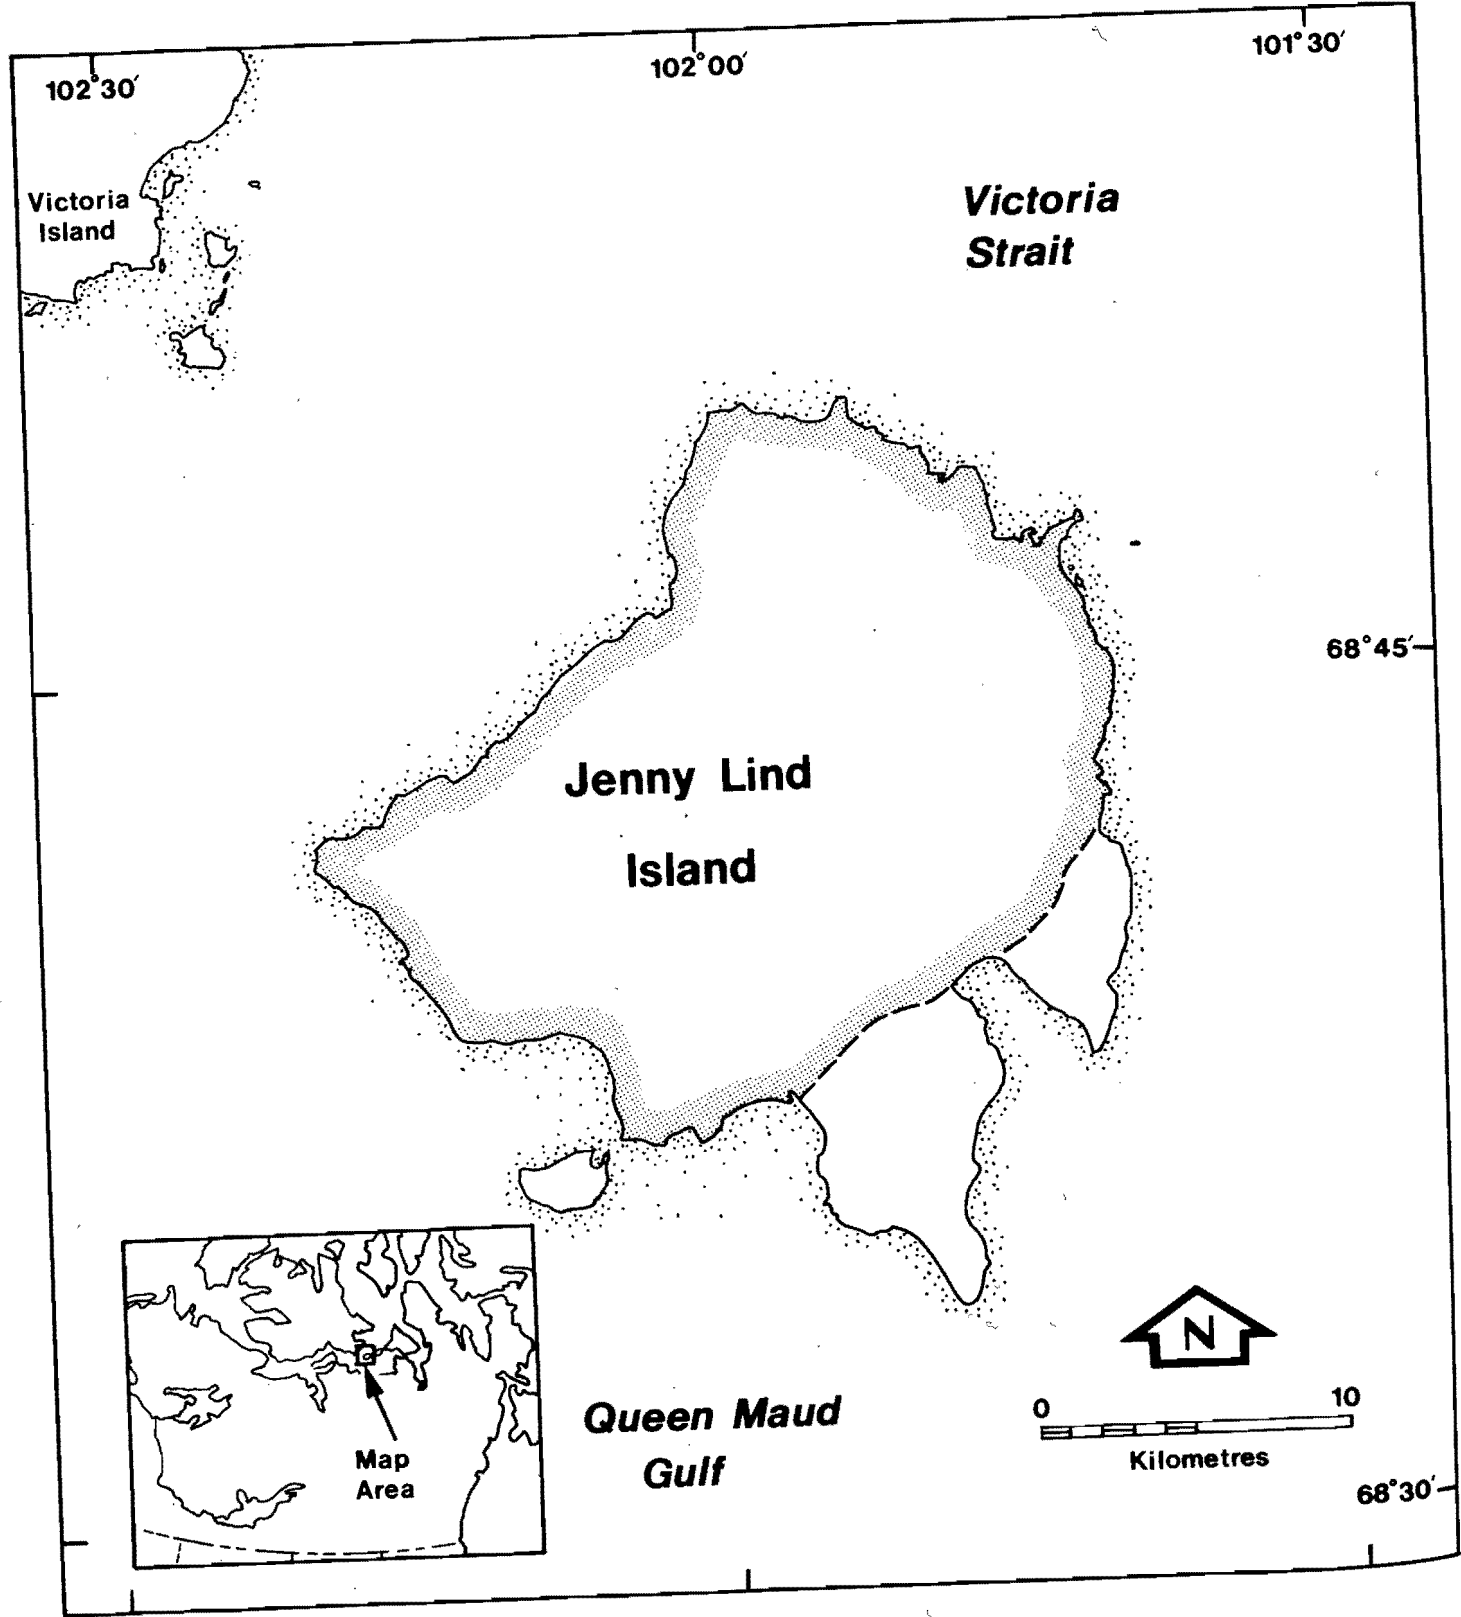 102°30′
102°00′
101°30′
Victoria
Island
Victoria
Strait
68°45′
Jenny Lind
Island
N
0 10
Kilometres
Queen Maud
Gulf
Map
Area
68°30′